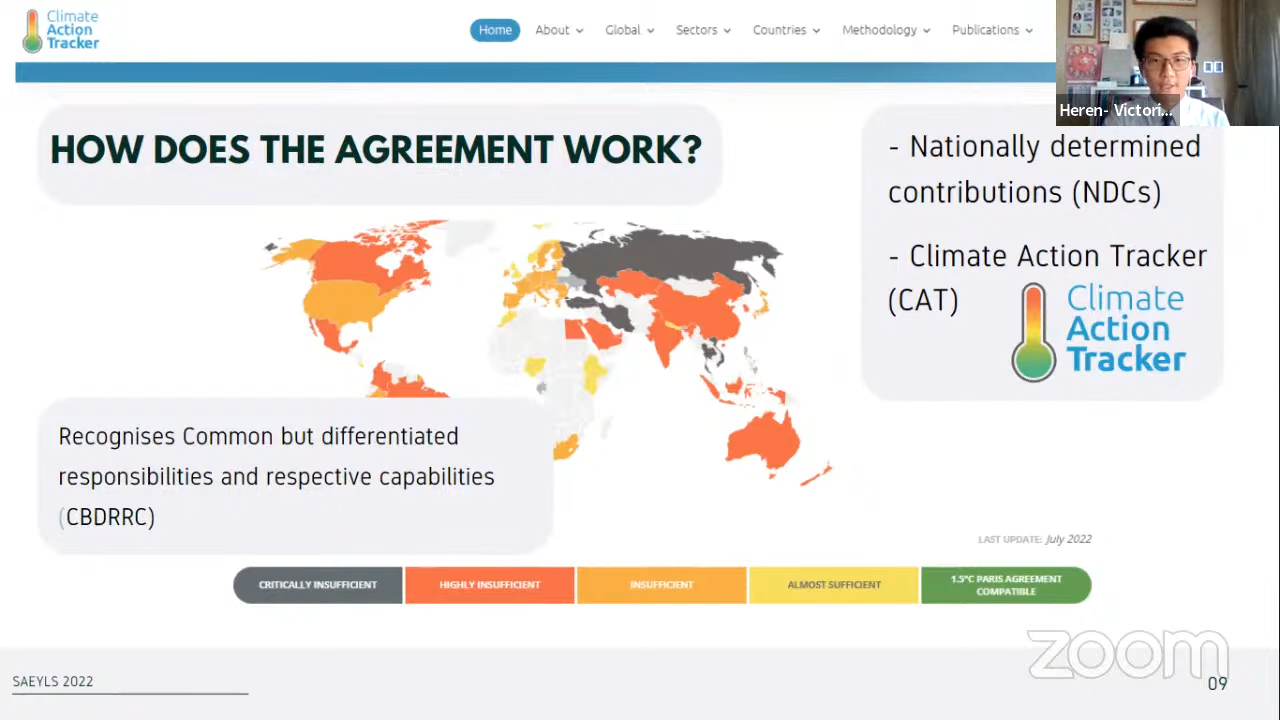 Climate
Action
Tracker
Home
About
Global
Sectors
Countries
Methodology
Publications
Heren- Victori...
HOW DOES THE AGREEMENT WORK?
- Nationally determined
contributions (NDCs)
- Climate Action Tracker
(CAT)
Climate
Action
Tracker
Recognises Common but differentiated
responsibilities and respective capabilities
(CBDRRC)
LAST UPDATE: July 2022
CRITICALLY INSUFFICIENT
HIGHLY INSUFFICIENT
INSUFFICIENT
ALMOST SUFFICIENT
1.5°C PARIS AGREEMENT
COMPATIBLE
zoom
SAEYLS 2022
09